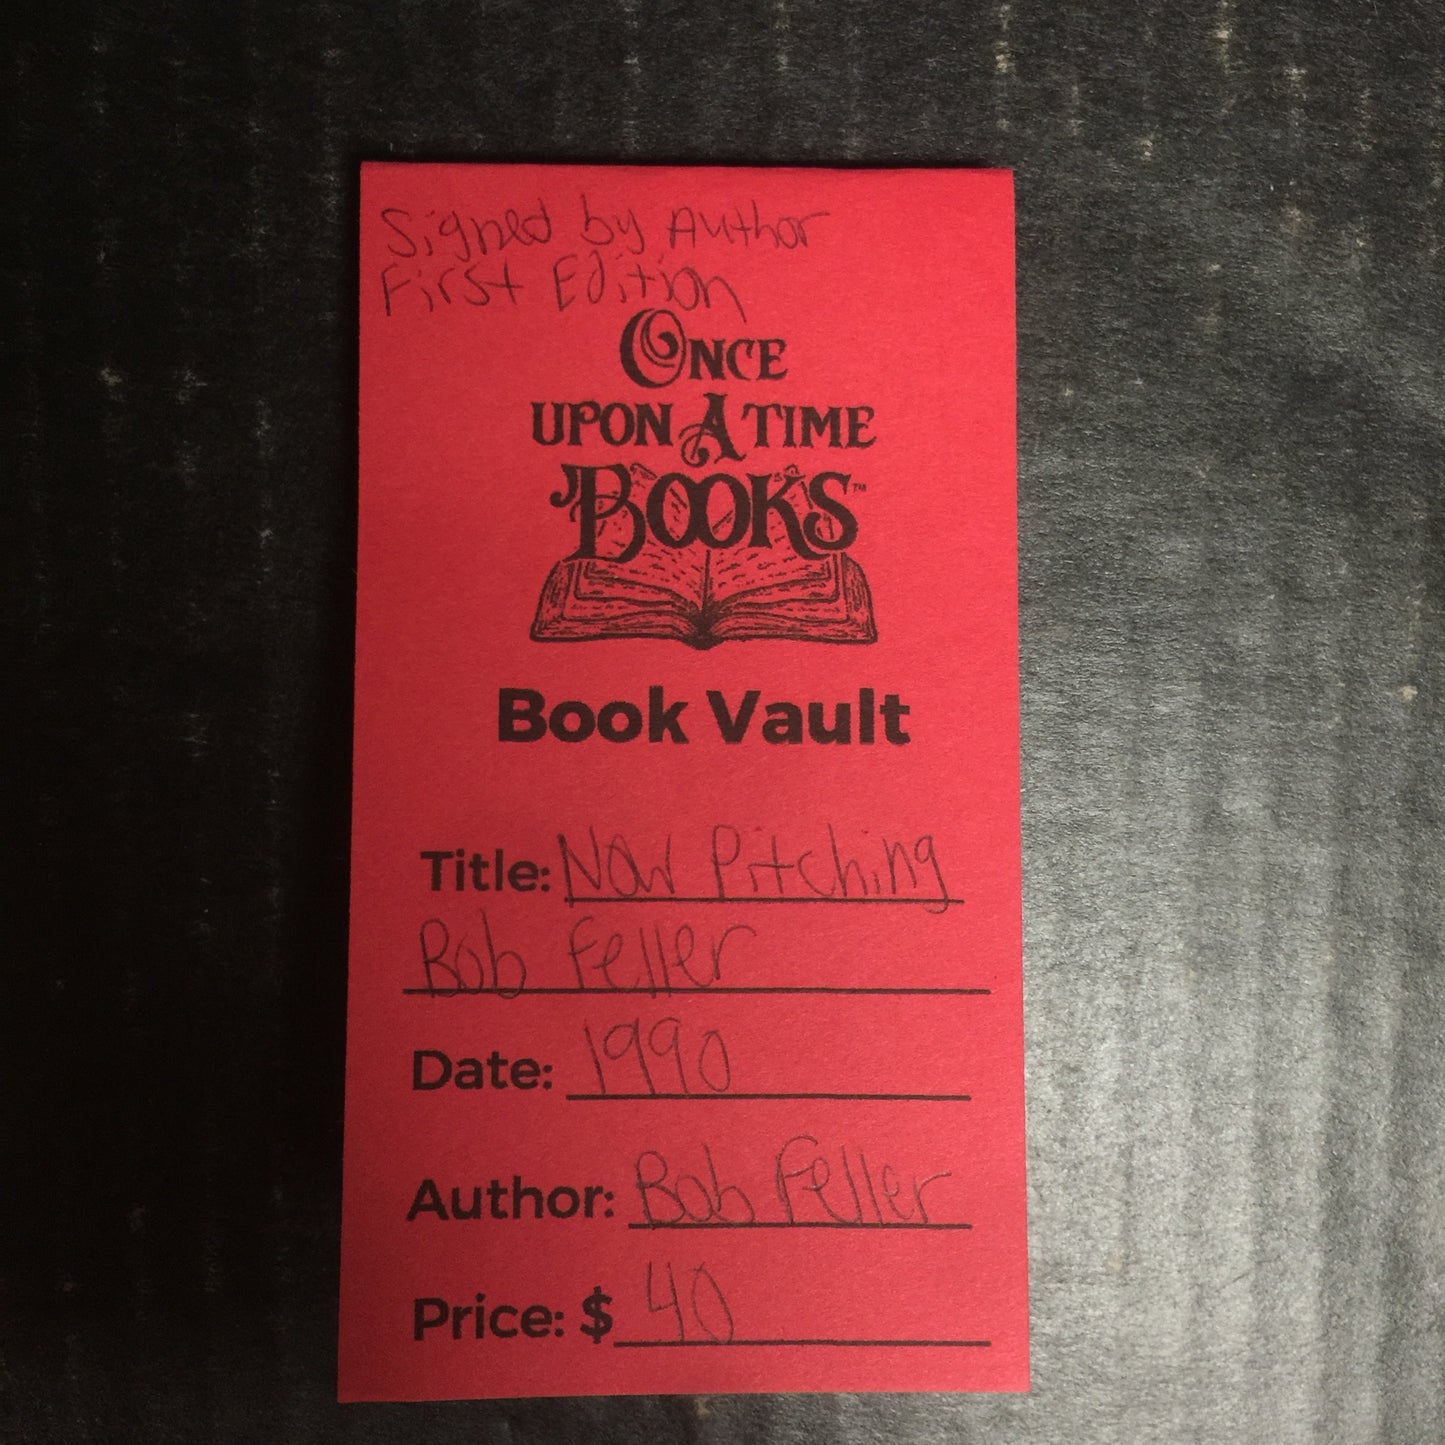 Signed by Author
First Edition
ONCE
UPON A TIME
BOOKS™
Book Vault
Title: Now Pitching
Bob Feller
Date: 1990
Author: Bob Feller
Price: $ 40